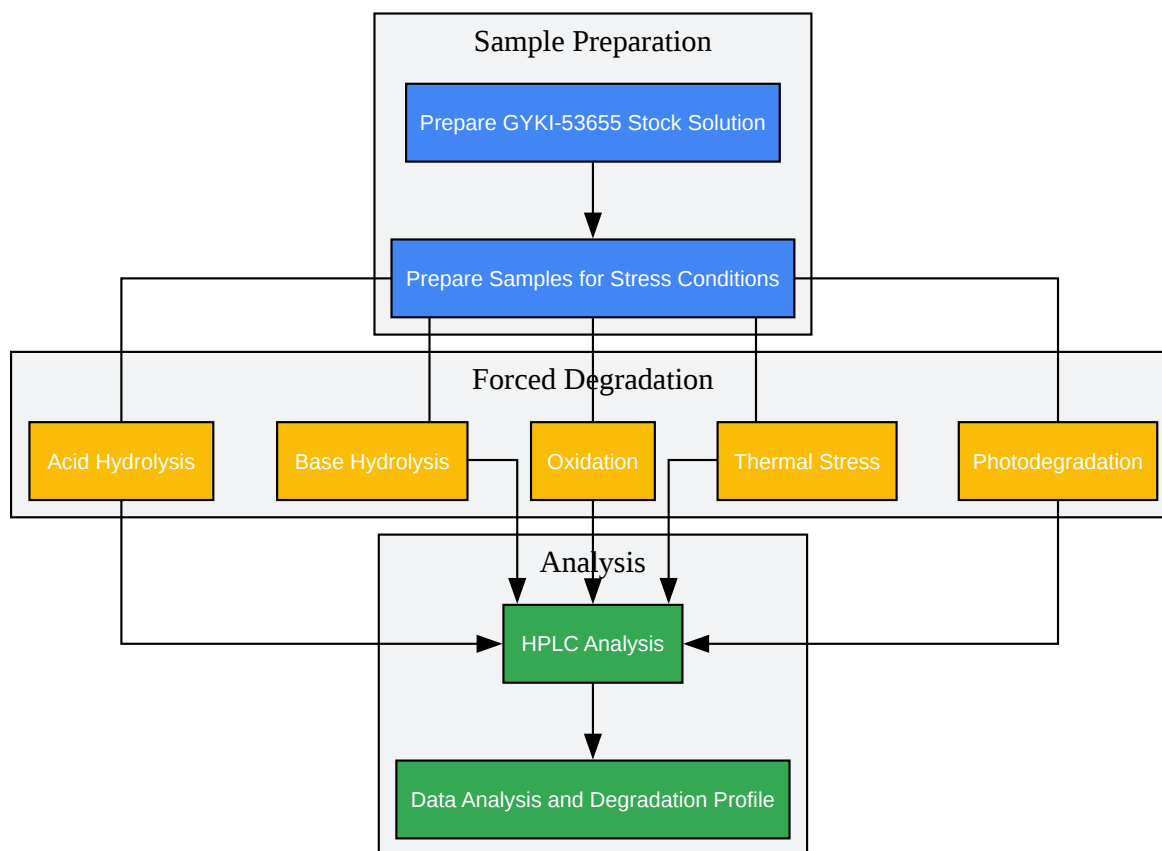 Sample Preparation
Prepare GYKI-53655 Stock Solution
Prepare Samples for Stress Conditions
Forced Degradation
Acid Hydrolysis
Base Hydrolysis
Oxidation
Thermal Stress
Photodegradation
Analysis
HPLC Analysis
Data Analysis and Degradation Profile